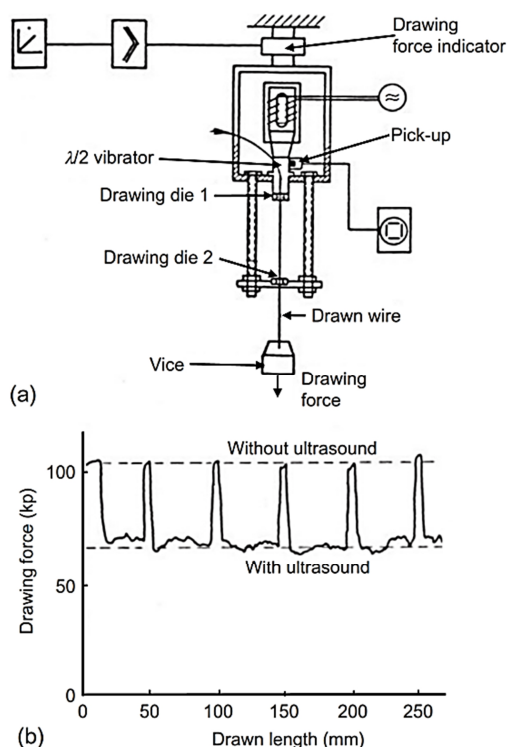 Drawing
force indicator
≈
Pick-up
λ/2 vibrator
Drawing die 1
Drawing die 2
Drawn wire
Vice
Drawing
force
(a)
Without ultrasound
100
With ultrasound
50
0
Drawing force (kp)
0 50 100 150 200 250
Drawn length (mm)
(b)